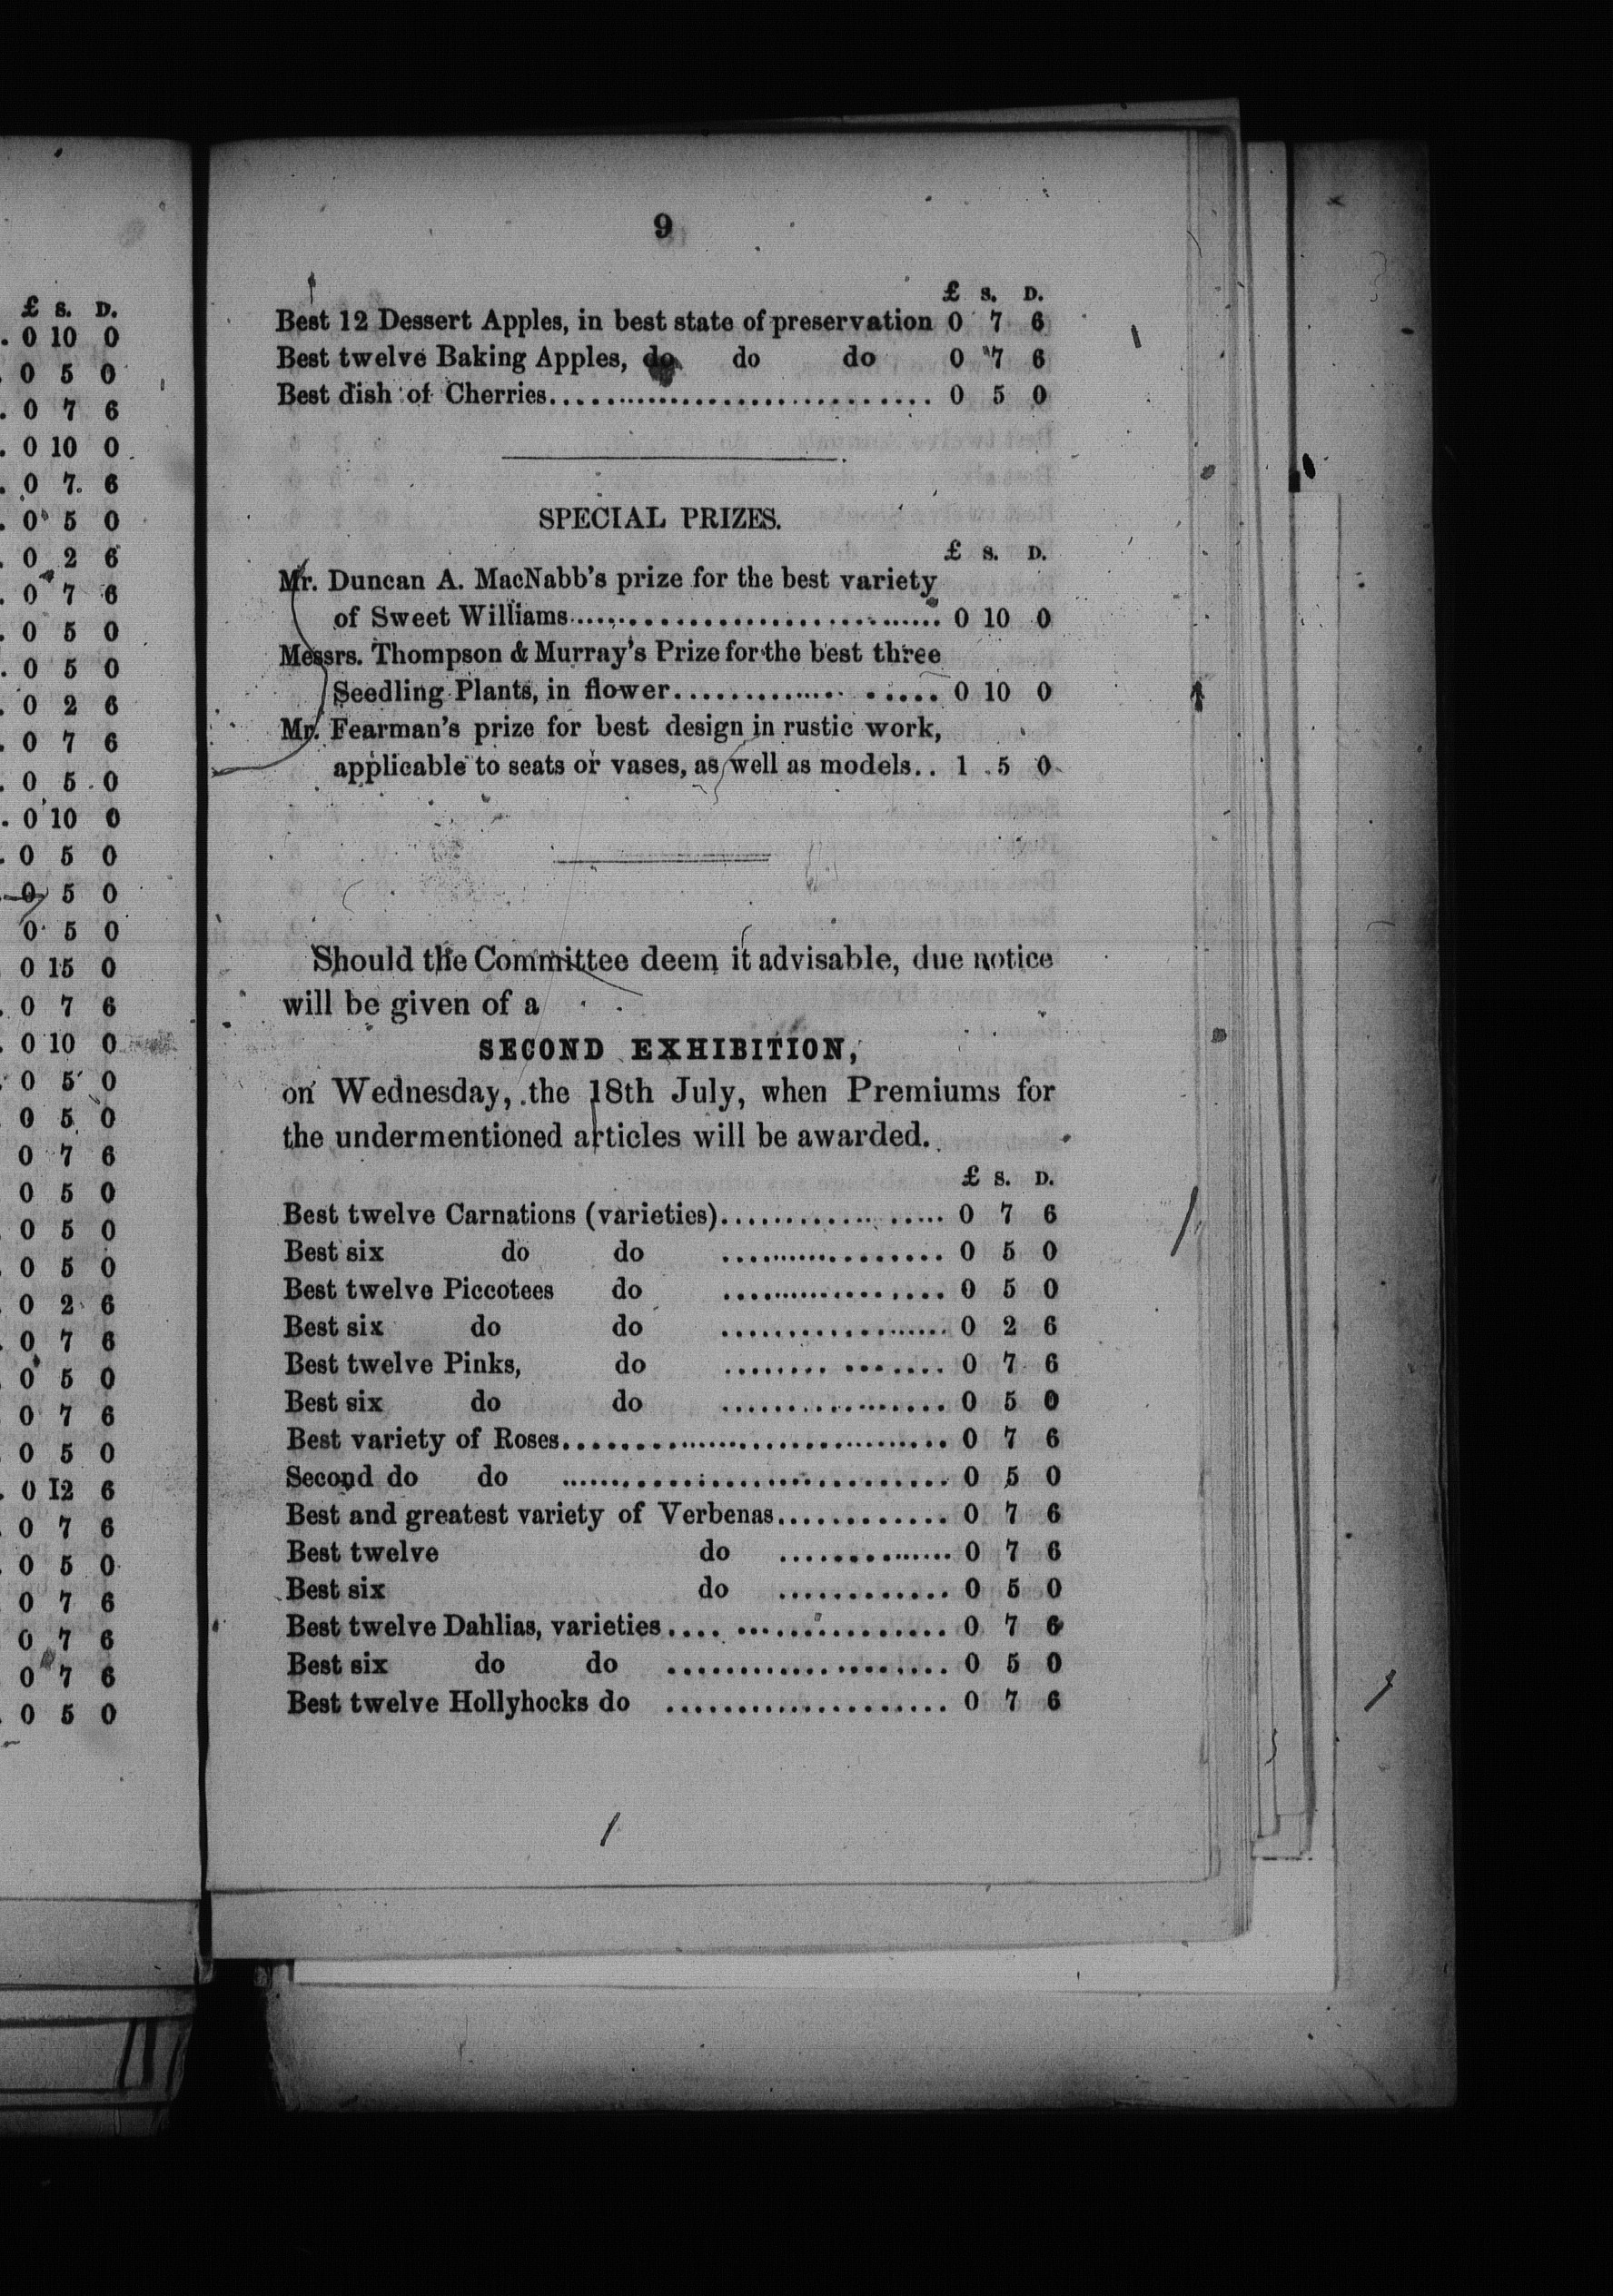 £ s. D.
. 0 10 0
. 0 5 0
. 0 7 6
. 0 10 0
. 0 7 6
. 0 5 0
. 0 2 6
. 0 7 6
. 0 5 0
. 0 5 0
. 0 2 6
. 0 7 6
. 0 5 0
. 0 10 0
. 0 5 0
0 5 0
0 5 0
0 15 0
. 0 7 6
. 0 10 0
. 0 5 0
0 5 0
0 7 6
0 5 0
0 5 0
0 5 0
0 2 6
. 0 7 6
0 5 0
0 7 6
0 5 0
. 0 12 6
. 0 7 6
. 0 5 0
0 7 6
0 7 6
0 7 6
. 0 5 0
9
£ s. D.
Best 12 Dessert Apples, in best state of preservation 0 7 6
Best twelve Baking Apples, do do do 0 7 6
Best dish of Cherries.............................. 0 5 0
SPECIAL PRIZES.
£ s. D.
Mr. Duncan A. MacNabb's prize for the best variety
of Sweet Williams............................... 0 10 0
Messrs. Thompson & Murray's Prize for the best three
Seedling Plants, in flower.................. 0 10 0
Mr. Fearman's prize for best design in rustic work,
applicable to seats or vases, as well as models.. 1 5 0
Should the Committee deem it advisable, due notice
will be given of a
SECOND EXHIBITION,
on Wednesday, the 18th July, when Premiums for
the undermentioned articles will be awarded.
£ s. D.
Best twelve Carnations (varieties)................ 0 7 6
Best six do do ................. 0 5 0
Best twelve Piccotees do ................ 0 5 0
Best six do do ................. 0 2 6
Best twelve Pinks, do ............... 0 7 6
Best six do do ................. 0 5 0
Best variety of Roses.............................. 0 7 6
Second do do .............................. 0 5 0
Best and greatest variety of Verbenas............ 0 7 6
Best twelve do .............. 0 7 6
Best six do ............ 0 5 0
Best twelve Dahlias, varieties.... ............... 0 7 6
Best six do do .................... 0 5 0
Best twelve Hollyhocks do .................... 0 7 6